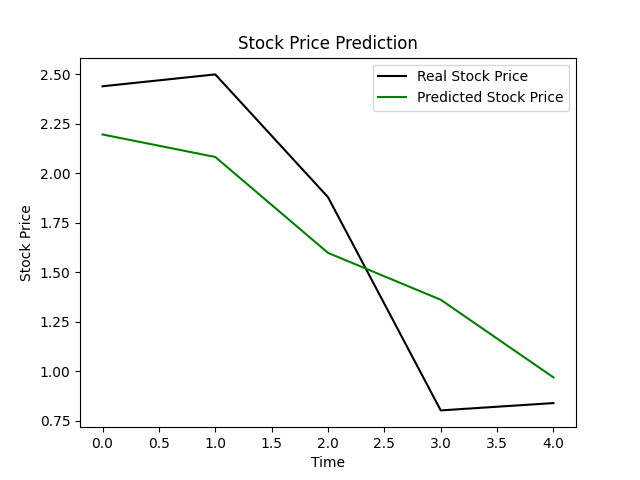 Stock Price Prediction
Real Stock Price
Predicted Stock Price
Stock Price
2.50
2.25
2.00
1.75
1.50
1.25
1.00
0.75
0.0 0.5 1.0 1.5 2.0 2.5 3.0 3.5 4.0
Time